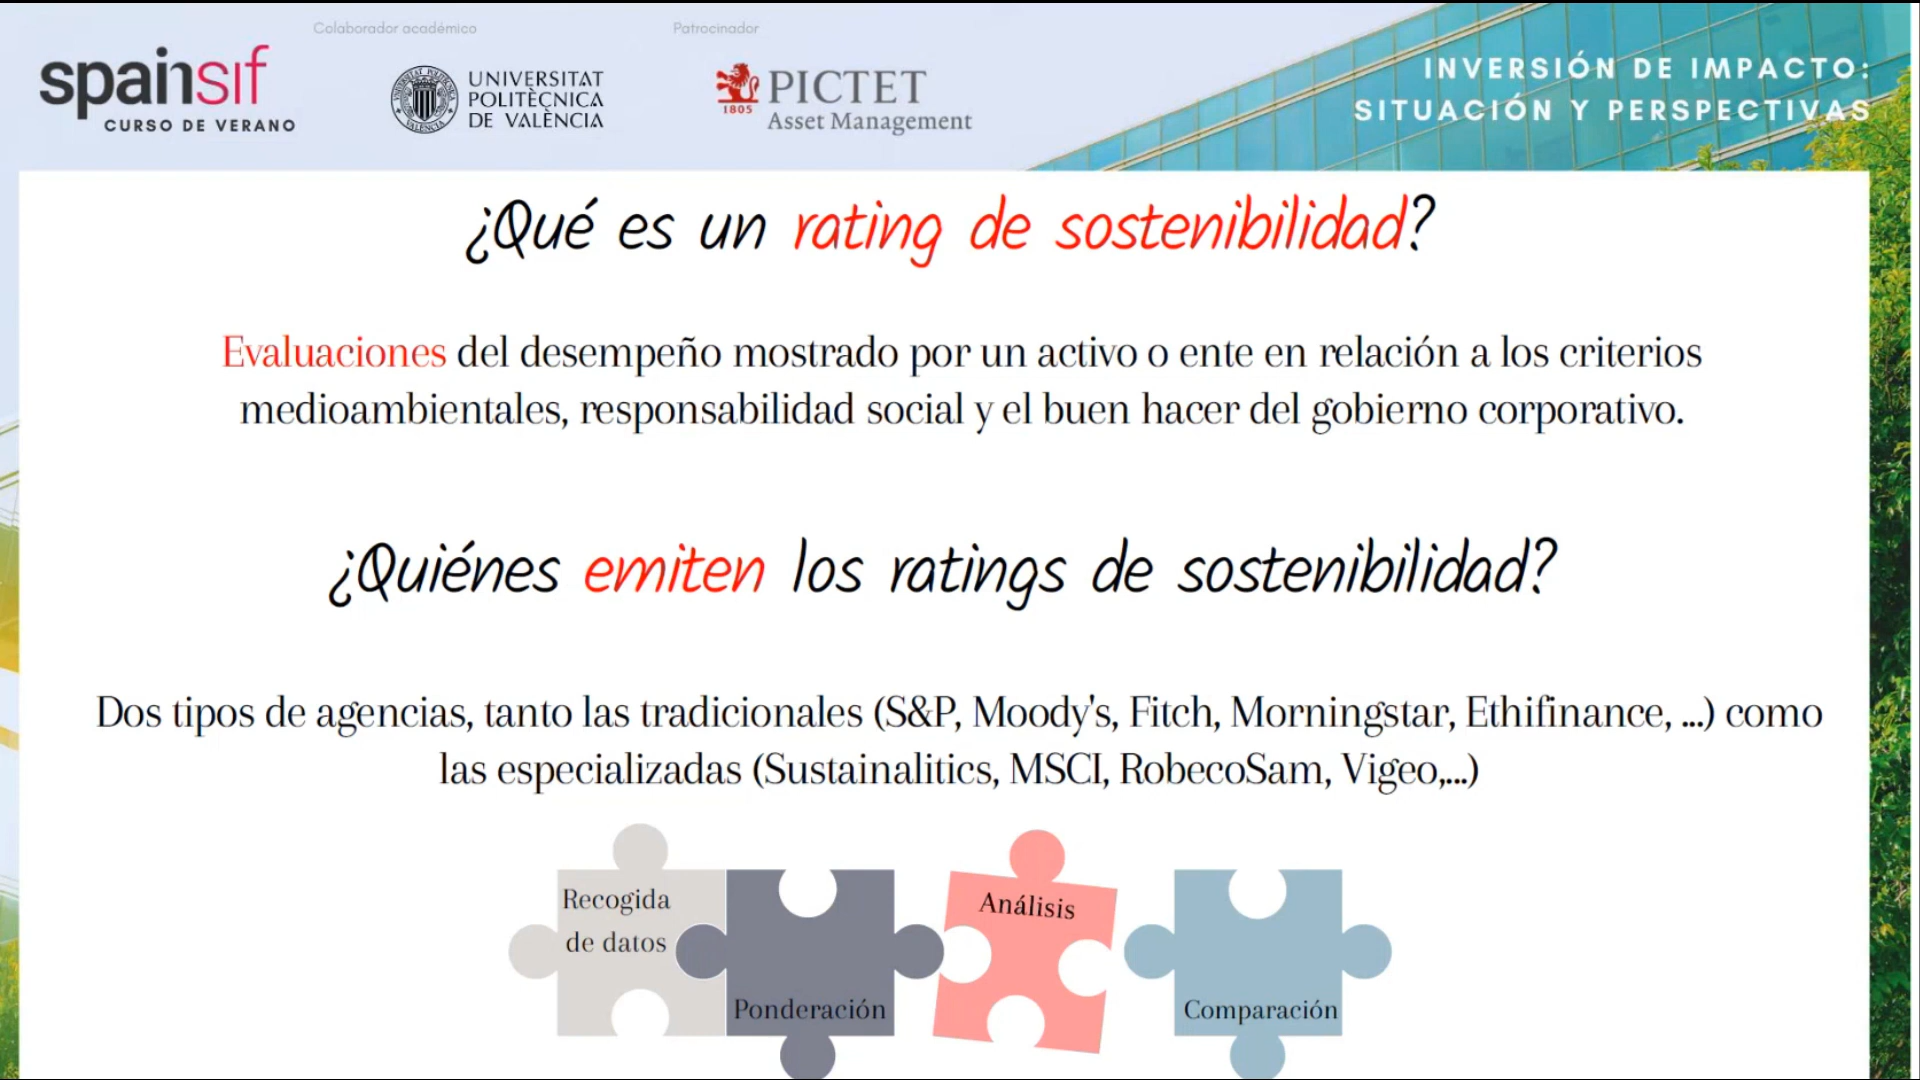 Colaborador académico
Patrocinador
spainsif
CURSO DE VERANO
UNIVERSITAT
POLITÈCNICA
DE VALÈNCIA
1805
PICTET
Asset Management
INVERSIÓN DE IMPACTO:
SITUACIÓN Y PERSPECTIVAS
¿Qué es un rating de sostenibilidad?
Evaluaciones del desempeño mostrado por un activo o ente en relación a los criterios
medioambientales, responsabilidad social y el buen hacer del gobierno corporativo.
¿Quiénes emiten los ratings de sostenibilidad?
Dos tipos de agencias, tanto las tradicionales (S&P, Moody's, Fitch, Morningstar, Ethifinance, ...) como
las especializadas (Sustainalitics, MSCI, RobecoSam, Vigeo,...)
Recogida
de datos
Ponderación
Análisis
Comparación